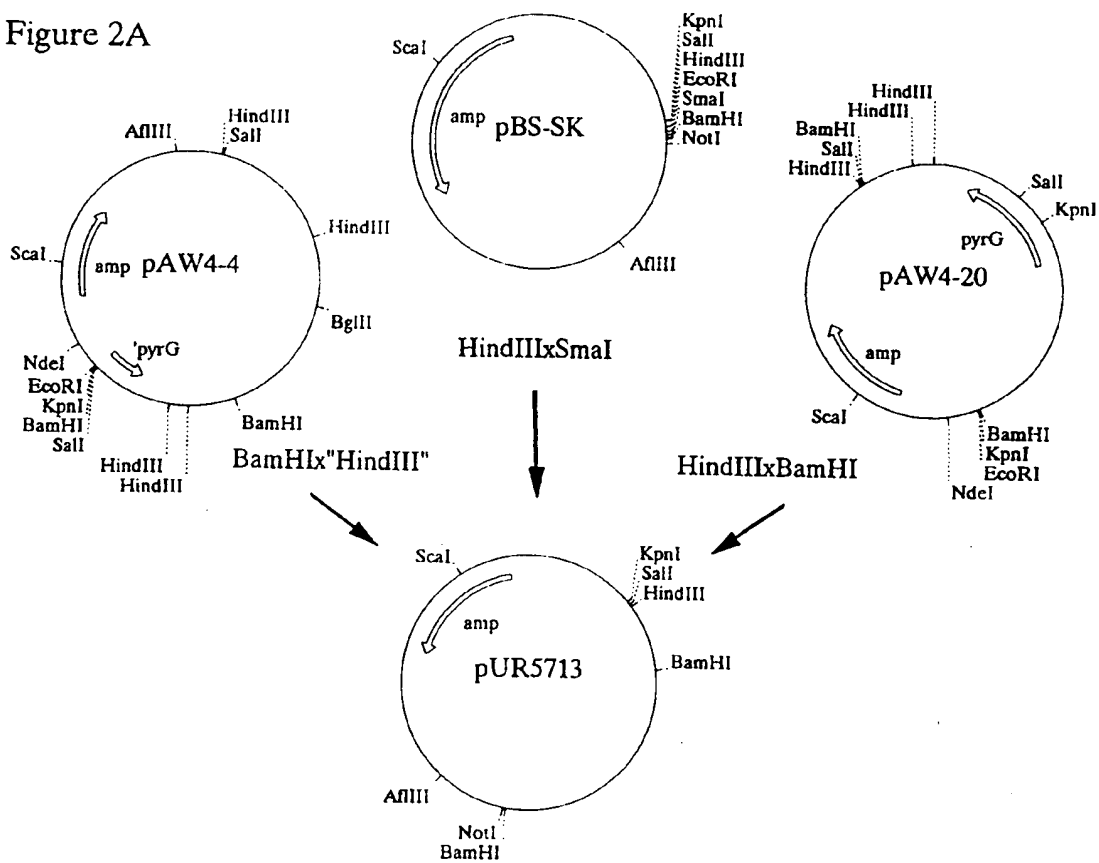 Figure 2A
ScaI
amp
pBS-SK
KpnI
SalI
HindIII
EcoRI
SmaI
BamHI
NotI
AflIII
AflIII
HindIII
SalI
HindIII
ScaI
amp
pAW4-4
BglII
'pyrG
NdeI
EcoRI
KpnI
BamHI
SalI
HindIII
HindIII
BamHI
HindIII
HindIII
BamHI
SalI
HindIII
SalI
KpnI
pyrG
pAW4-20
amp
ScaI
BamHI
KpnI
EcoRI
NdeI
HindIIIxSmaI
BamHIx"HindIII"
HindIIIxBamHI
ScaI
amp
pUR5713
KpnI
SalI
HindIII
BamHI
AflIII
NotI
BamHI